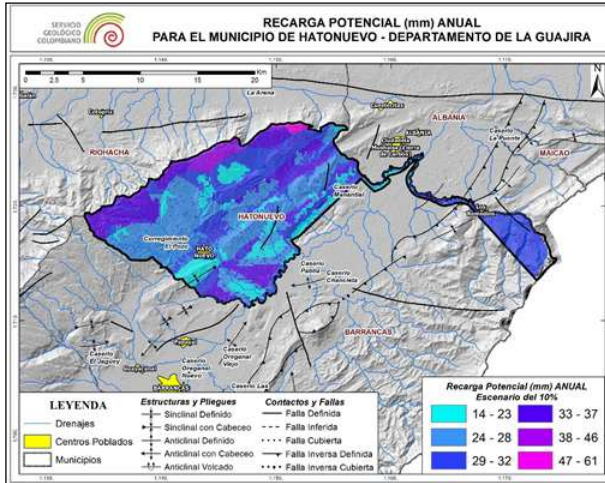 SERVICIO
GEOLÓGICO
COLOMBIANO
RECARGA POTENCIAL (mm) ANUAL
PARA EL MUNICIPIO DE HATONUEVO - DEPARTAMENTO DE LA GUAJIRA
0 2.5 5 10 15 20
Km
N
La Arena
ALBANIA
ALBANIA
RIOHACHA
MAICAO
Caserío
La Puente
Caserío
Manantial
HATONUEVO
Corregimiento
El Pozo
HATO
NUEVO
Caserío
Patilla
Caserío
Chancleta
BARRANCAS
Caserío
El Jaguey
Caserío
Oreganal
Nuevo
Caserío
Oreganal
Viejo
BARRANCAS
Caserío Las
LEYENDA
Drenajes
Centros Poblados
Municipios
Estructuras y Pliegues
Sinclinal Definido
Sinclinal con Cabeceo
Anticlinal Definido
Anticlinal con Cabeceo
Anticlinal Volcado
Contactos y Fallas
Falla Definida
Falla Inferida
Falla Cubierta
Falla Inversa Definida
Falla Inversa Cubierta
Recarga Potencial (mm) ANUAL
Escenario del 10%
14 - 23
24 - 28
29 - 32
33 - 37
38 - 46
47 - 61